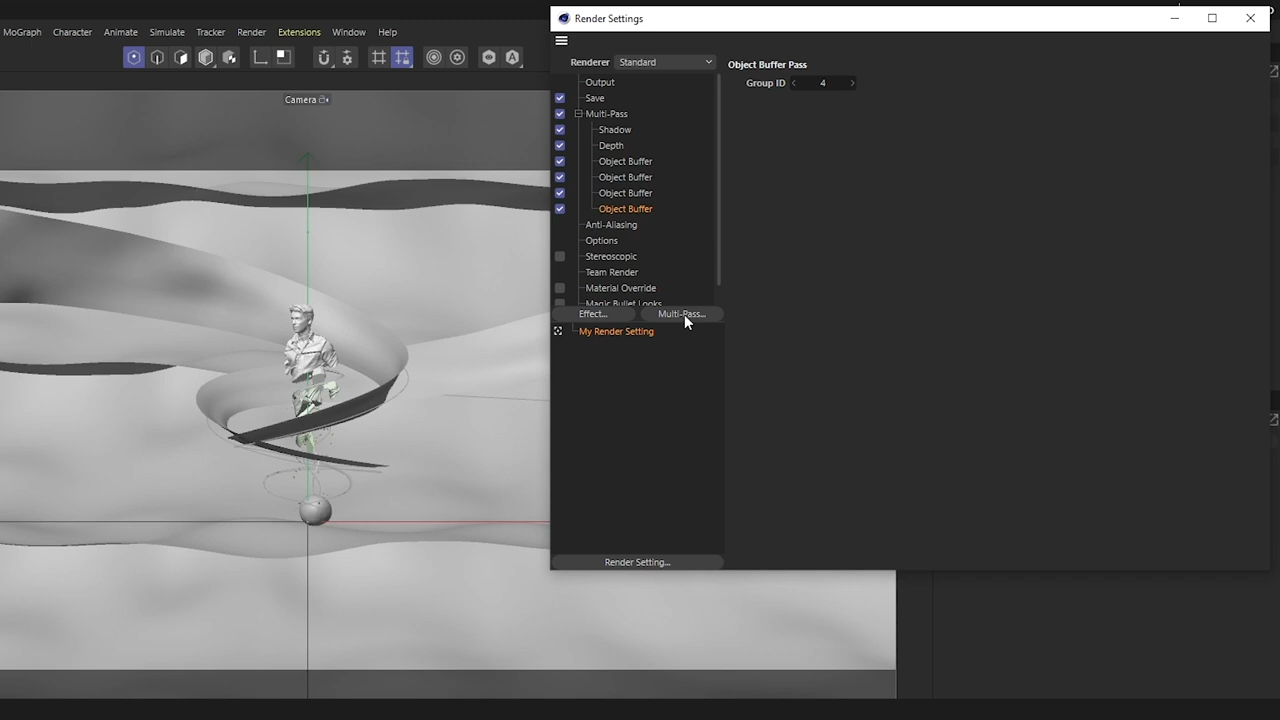 Render Settings
MoGraph Character Animate Simulate Tracker Render Extensions Window Help
Renderer Standard
Object Buffer Pass
Group ID 4
Output
Save
Multi-Pass
Shadow
Depth
Object Buffer
Object Buffer
Object Buffer
Object Buffer
Anti-Aliasing
Options
Stereoscopic
Team Render
Material Override
Magic Bullet Looks
Effect... Multi-Pass...
My Render Setting
Render Setting...
Camera